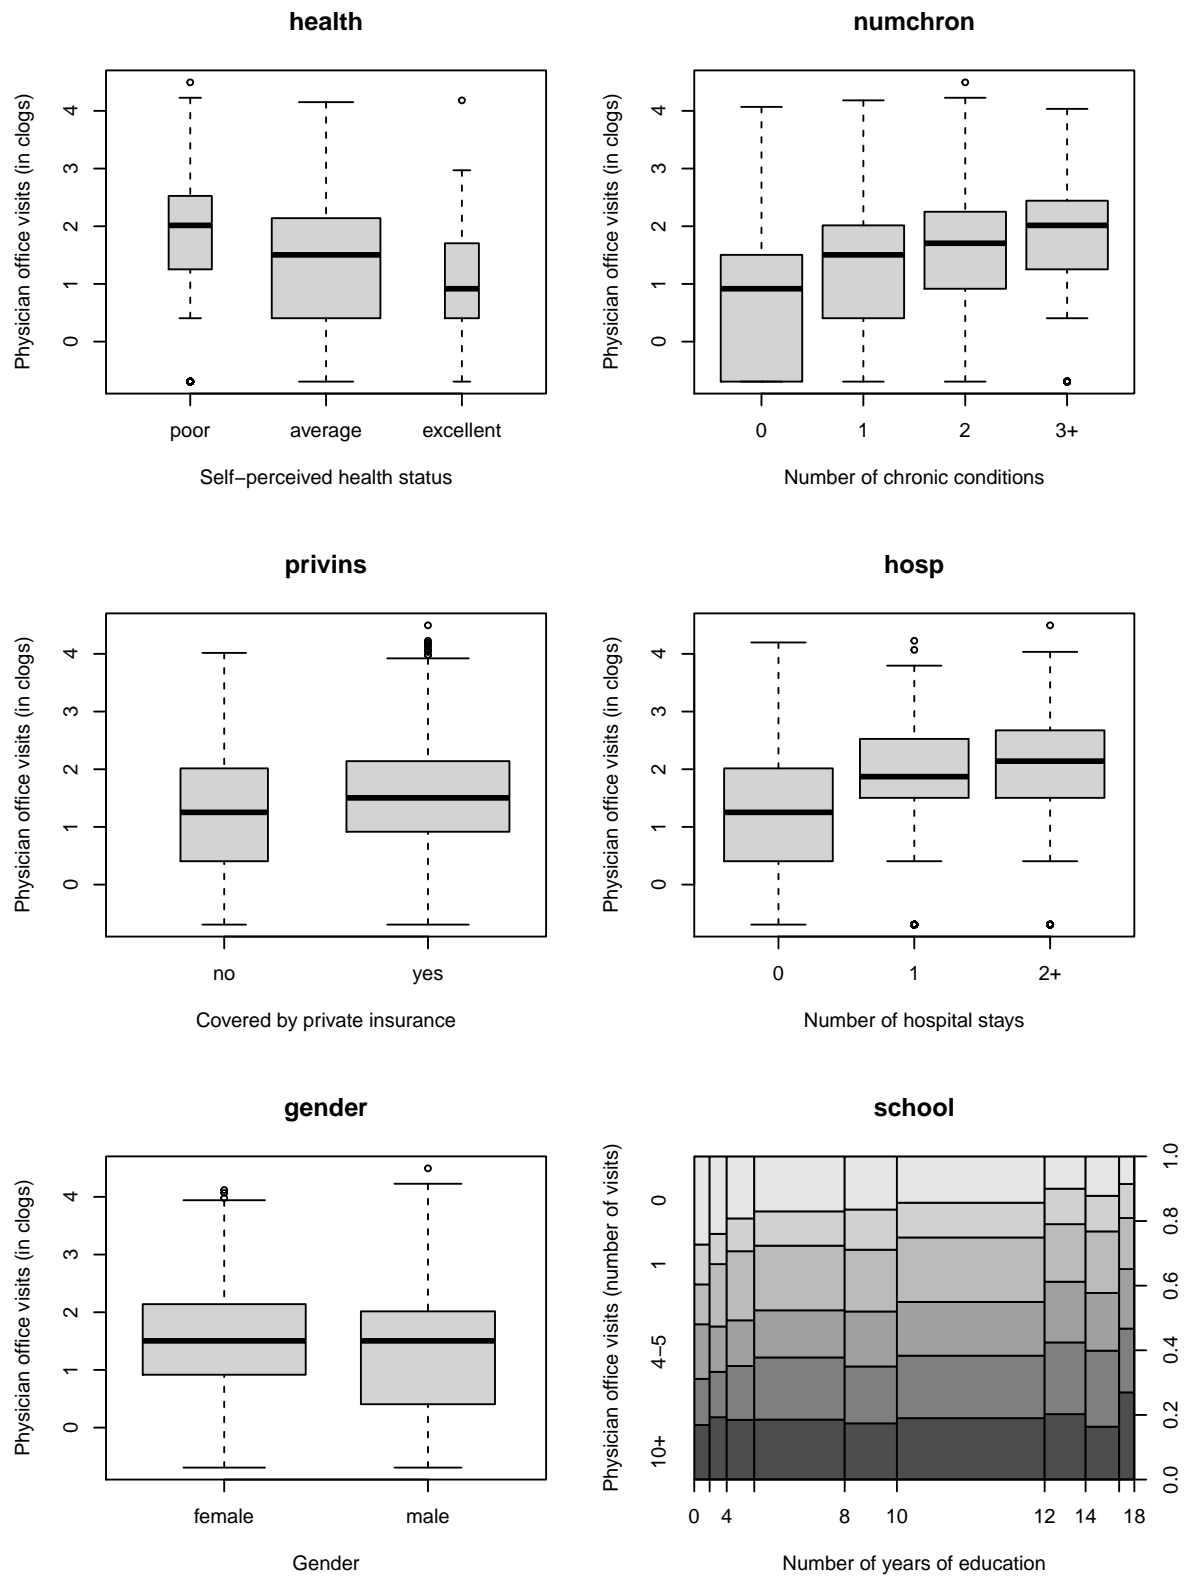 health
Physician office visits (in clogs)
4
3
2
1
0
poor average excellent
Self−perceived health status
numchron
Physician office visits (in clogs)
4
3
2
1
0
0 1 2 3+
Number of chronic conditions
privins
Physician office visits (in clogs)
4
3
2
1
0
no yes
Covered by private insurance
hosp
Physician office visits (in clogs)
4
3
2
1
0
0 1 2+
Number of hospital stays
gender
Physician office visits (in clogs)
4
3
2
1
0
female male
Gender
school
Physician office visits (number of visits)
0
1
4−5
10+
1.0
0.8
0.6
0.4
0.2
0.0
0 4 8 10 12 14 18
Number of years of education